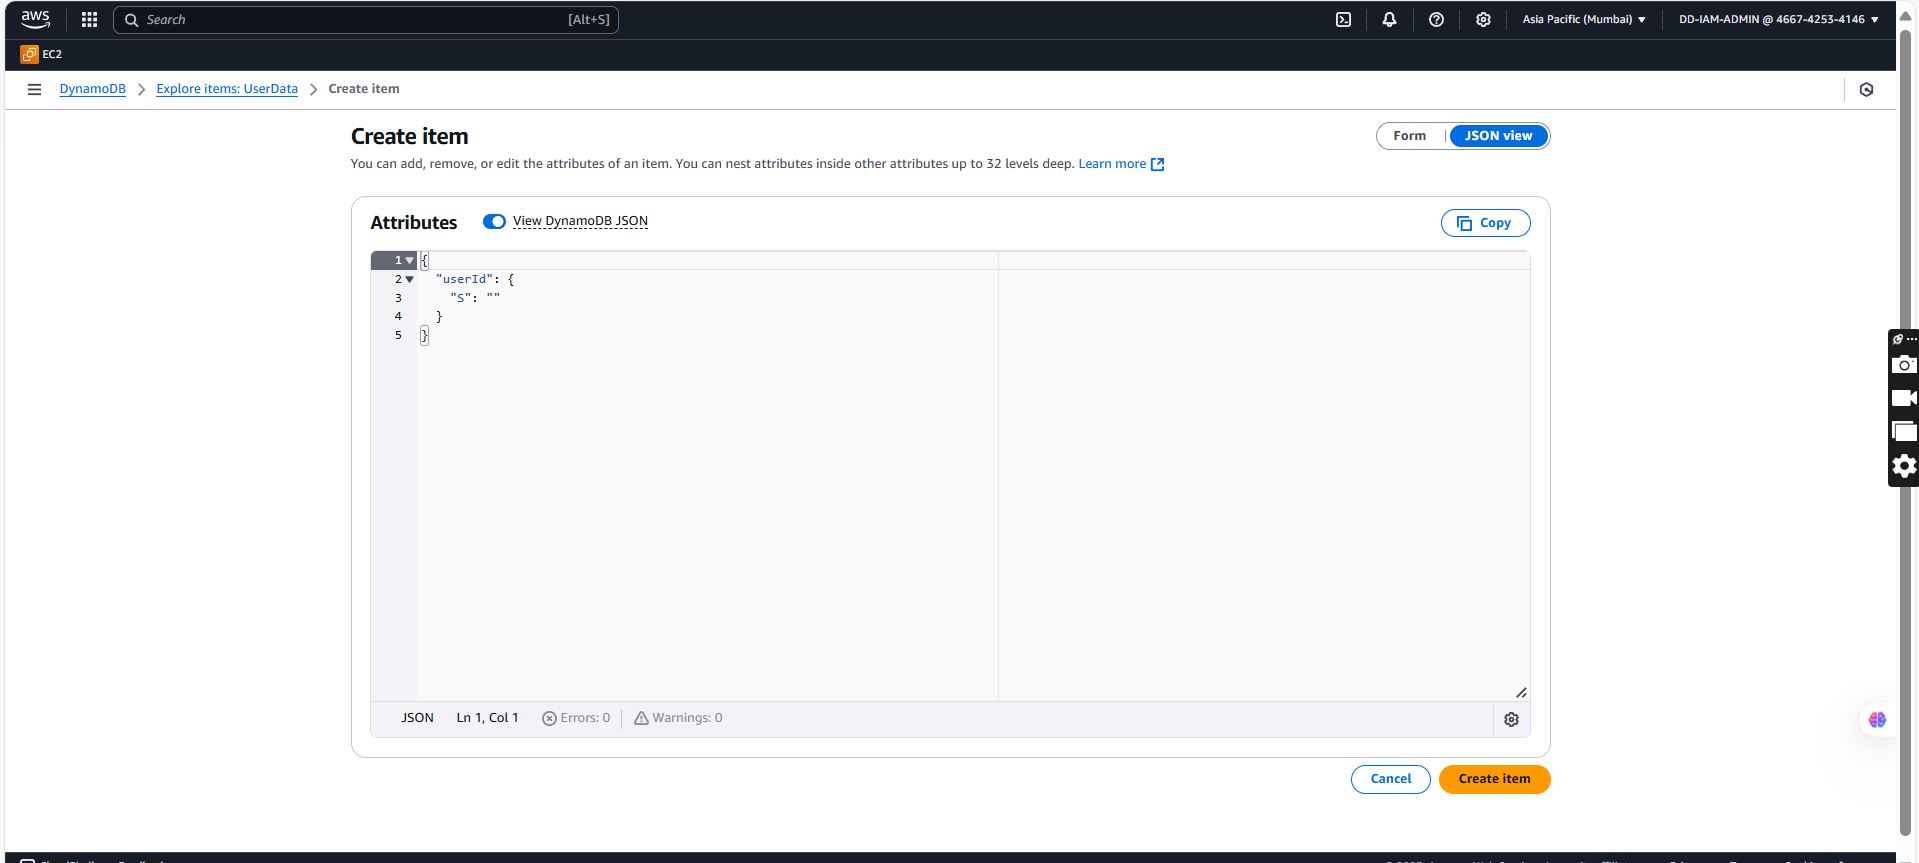 aws Search [Alt+S] Asia Pacific (Mumbai) DD-IAM-ADMIN @ 4667-4253-4146
EC2
DynamoDB Explore items: UserData Create item
Create item
Form JSON view
You can add, remove, or edit the attributes of an item. You can nest attributes inside other attributes up to 32 levels deep. Learn more
Attributes View DynamoDB JSON Copy
1 {
2 "userId": {
3 "S": ""
4 }
5 }
JSON Ln 1, Col 1 Errors: 0 Warnings: 0
Cancel Create item